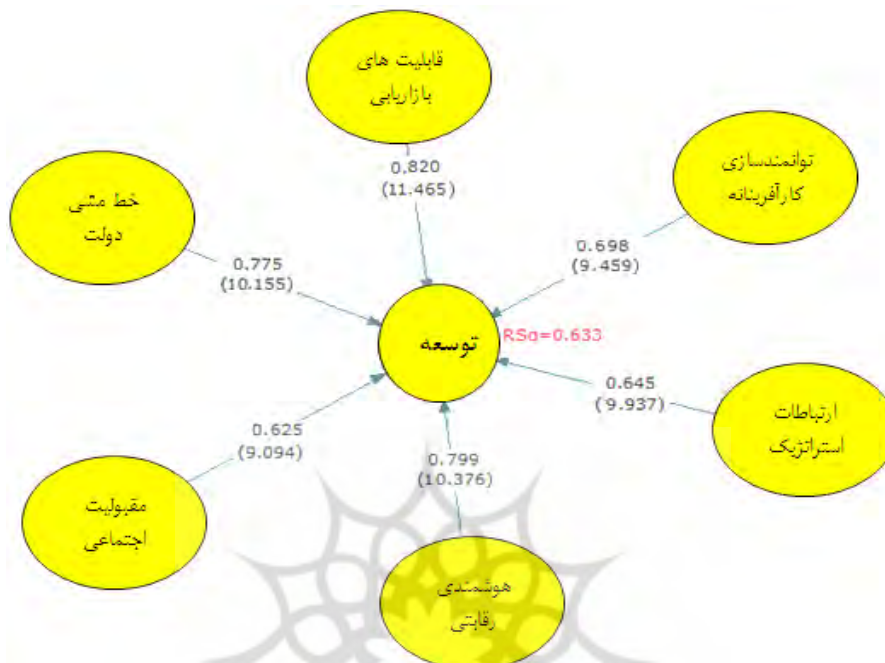 قابلیت های
بازاریابی
0.820
(11.465)
توانمندسازی
کارآفرینانه
0.698
(9.459)
خط مشی
دولت
0.775
(10.155)
توسعه
RSq=0.633
ارتباطات
استراتژیک
0.645
(9.937)
مقبولیت
اجتماعی
0.625
(9.094)
هوشمندی
رقابتی
0.799
(10.376)